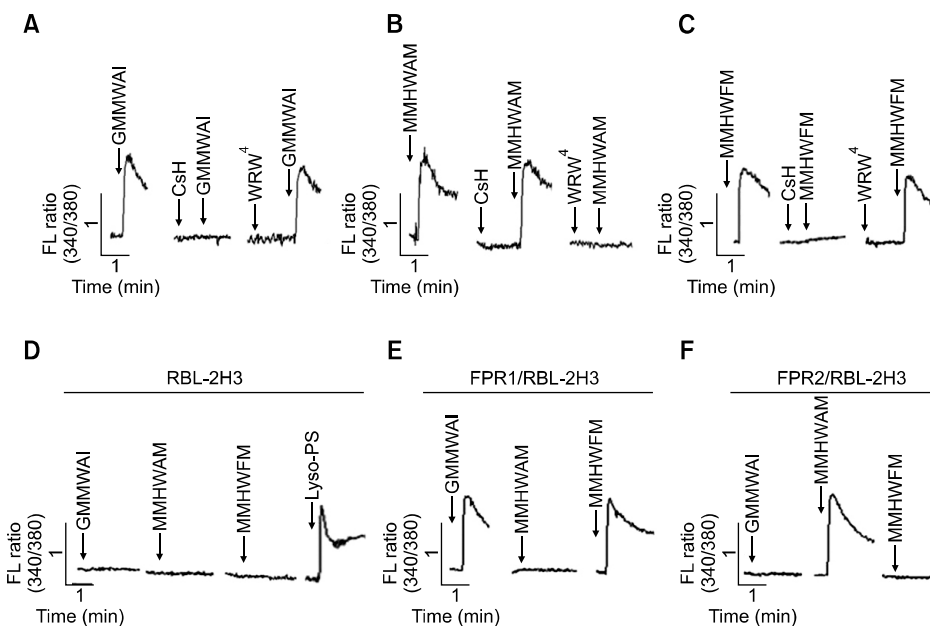 A
GMMWAI
CsH
GMMWAI
WRW4
GMMWAI
FL ratio
(340/380)
1
1
Time (min)
B
MMHWAM
CsH
MMHWAM
WRW4
MMHWAM
FL ratio
(340/380)
1
1
Time (min)
C
MMHWFM
CsH
MMHWFM
WRW4
MMHWFM
FL ratio
(340/380)
1
1
Time (min)
D
RBL-2H3
GMMWAI
MMHWAM
MMHWFM
Lyso-PS
FL ratio
(340/380)
1
1
Time (min)
E
FPR1/RBL-2H3
GMMWAI
MMHWAM
MMHWFM
FL ratio
(340/380)
1
1
Time (min)
F
FPR2/RBL-2H3
GMMWAI
MMHWAM
MMHWFM
FL ratio
(340/380)
1
1
Time (min)